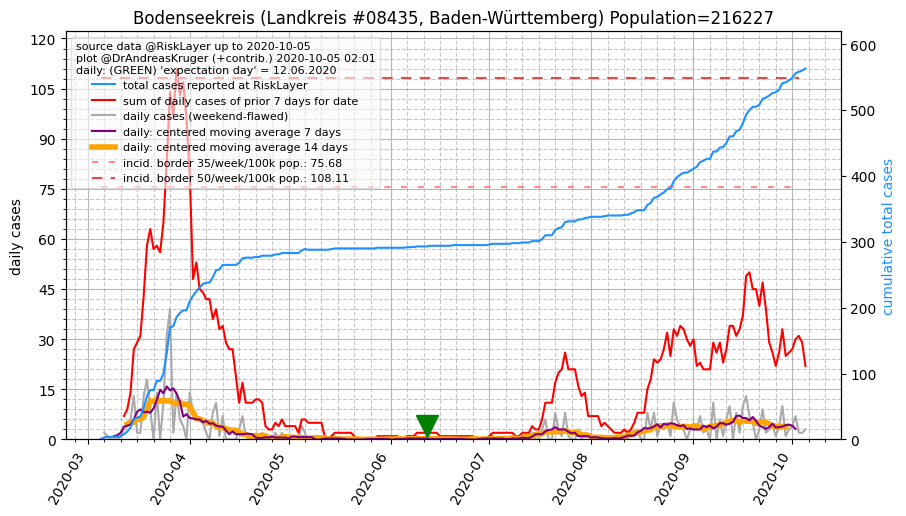 Bodenseekreis (Landkreis #08435, Baden-Württemberg) Population=216227
source data @RiskLayer up to 2020-10-05
plot @DrAndreasKruger (+contrib.) 2020-10-05 02:01
daily: (GREEN) 'expectation day' = 12.06.2020
total cases reported at RiskLayer
sum of daily cases of prior 7 days for date
daily cases (weekend-flawed)
daily: centered moving average 7 days
daily: centered moving average 14 days
incid. border 35/week/100k pop.: 75.68
incid. border 50/week/100k pop.: 108.11
daily cases
120
105
90
75
60
45
30
15
0
cumulative total cases
600
500
400
300
200
100
0
2020-03
2020-04
2020-05
2020-06
2020-07
2020-08
2020-09
2020-10